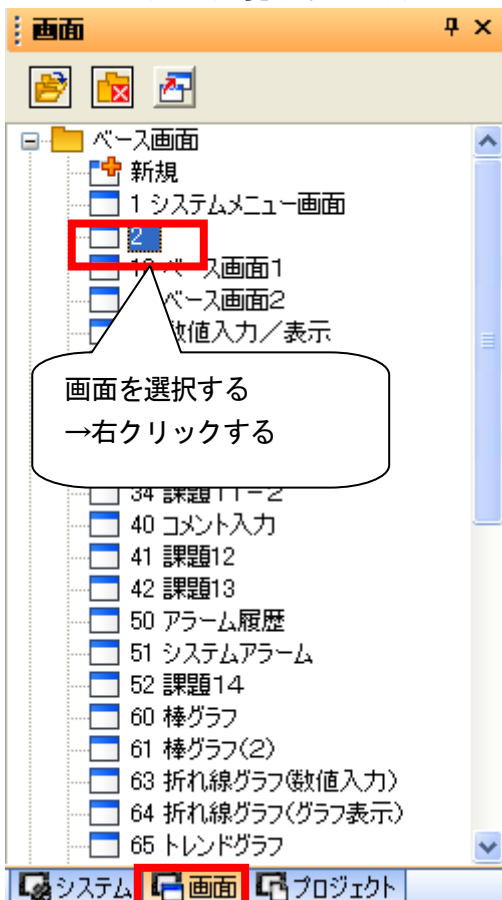 画面
ベース画面
新規
1 システムメニュー画面
2
ベース画面1
ベース画面2
数値入力／表示
画面を選択する
→右クリックする
34 課題11－2
40 コメント入力
41 課題12
42 課題13
50 アラーム履歴
51 システムアラーム
52 課題14
60 棒グラフ
61 棒グラフ(2)
63 折れ線グラフ(数値入力)
64 折れ線グラフ(グラフ表示)
65 トレンドグラフ
システム 画面 プロジェクト